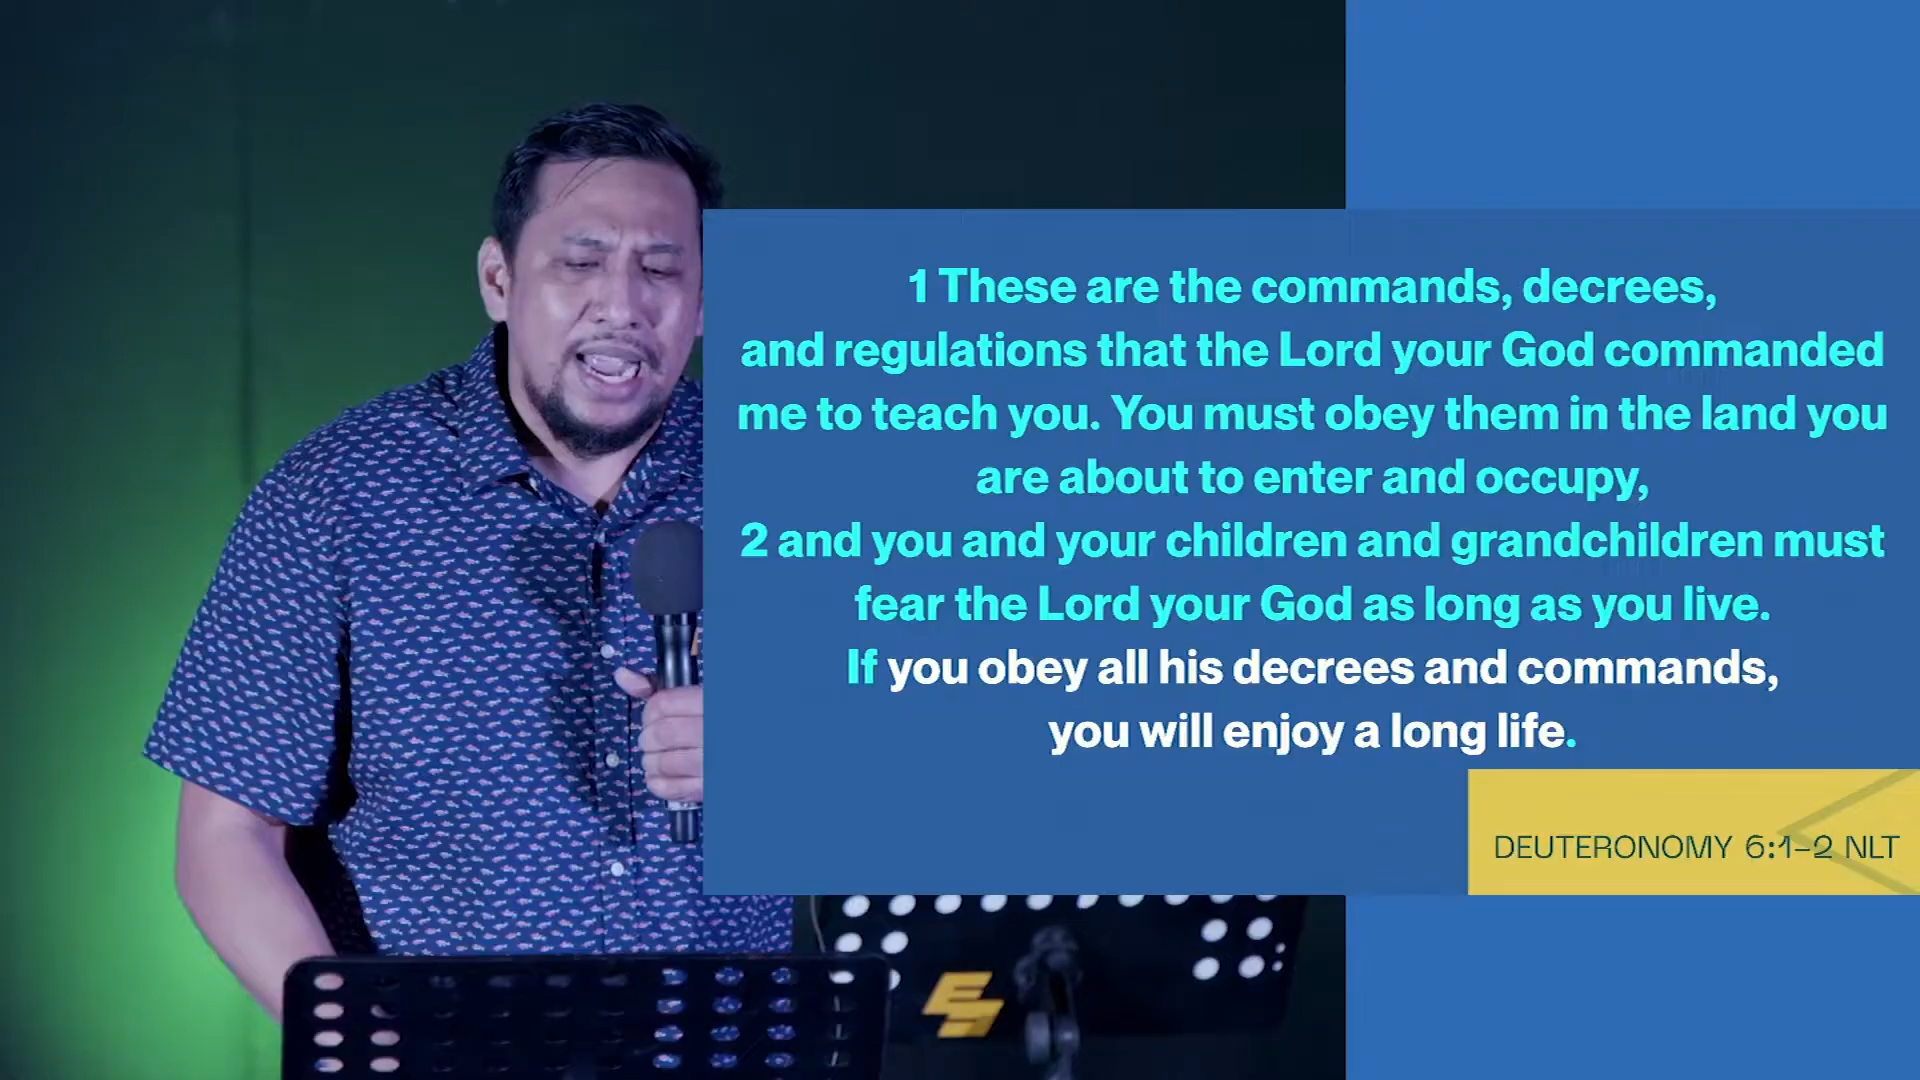 1 These are the commands, decrees,
and regulations that the Lord your God commanded
me to teach you. You must obey them in the land you
are about to enter and occupy,
2 and you and your children and grandchildren must
fear the Lord your God as long as you live.
If you obey all his decrees and commands,
you will enjoy a long life.
DEUTERONOMY 6:1–2 NLT
ES